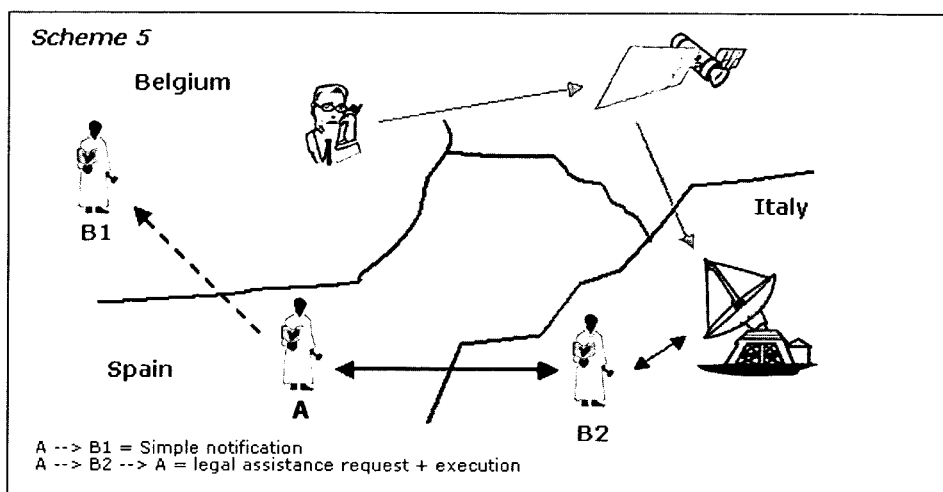 Scheme 5
Belgium
Italy
B1
Spain
A
B2
A --> B1 = Simple notification
A --> B2 --> A = legal assistance request + execution